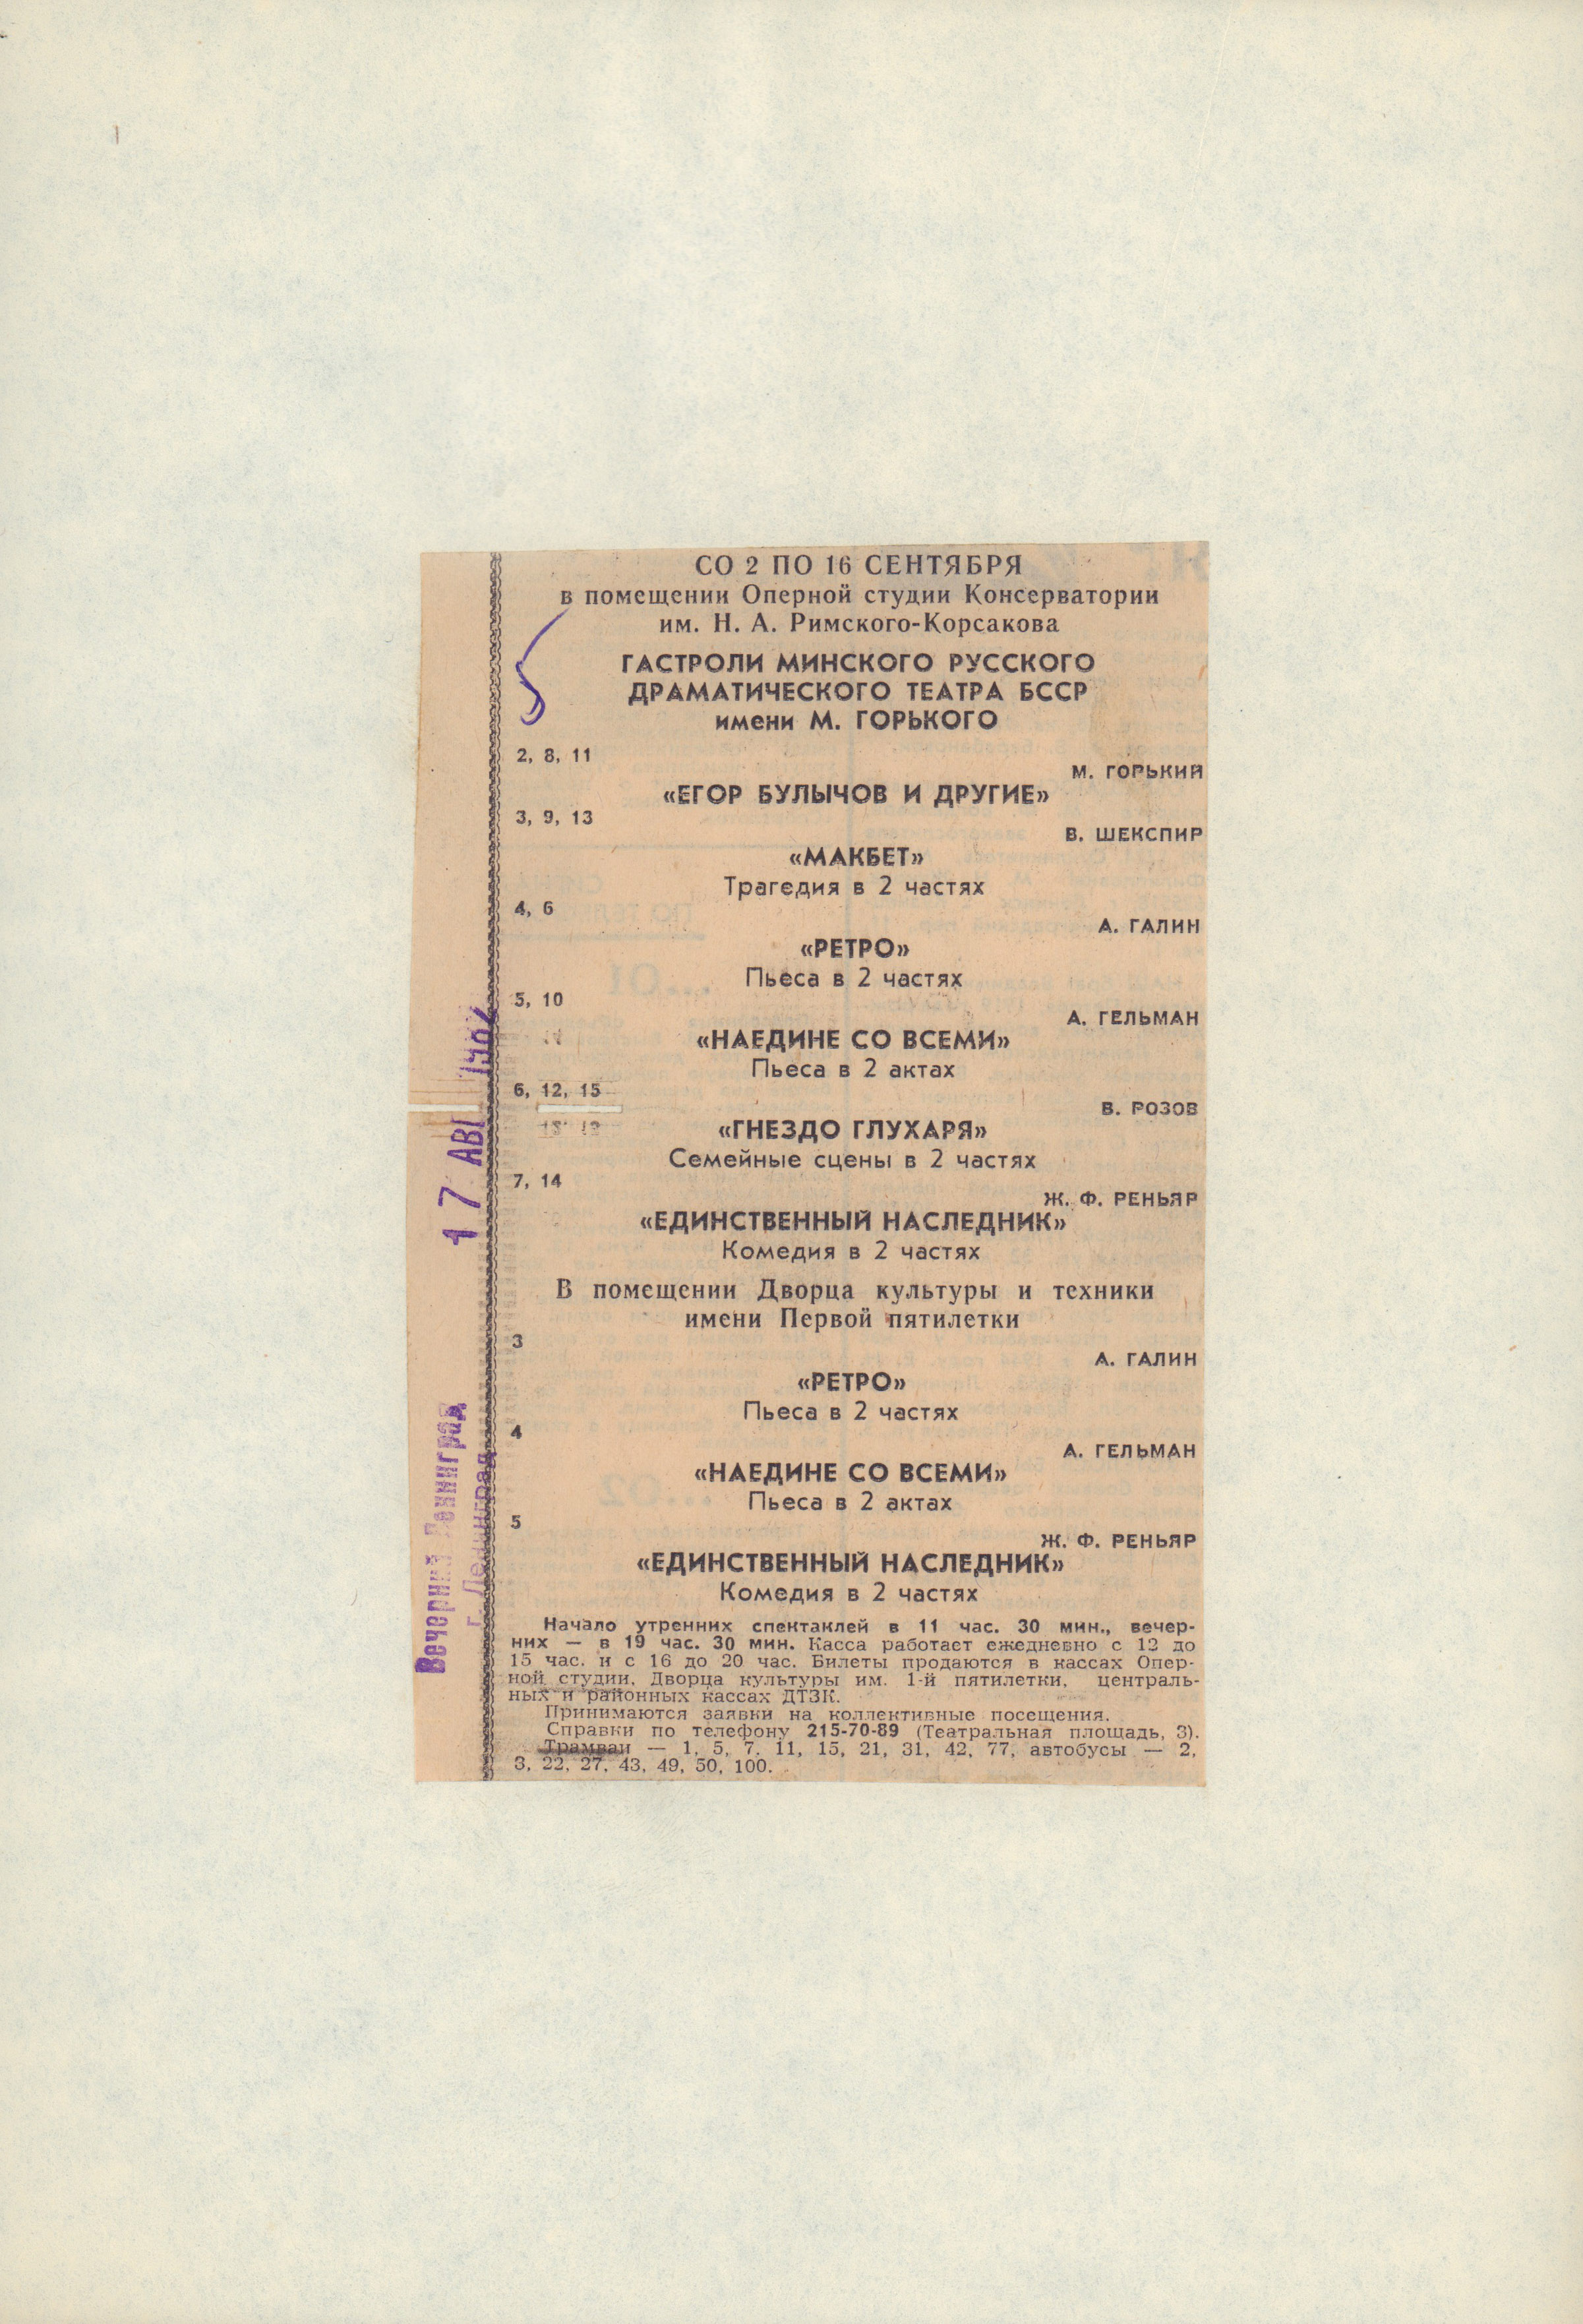 СО 2 ПО 16 СЕНТЯБРЯ
в помещении Оперной студии Консерватории
им. Н. А. Римского-Корсакова
ГАСТРОЛИ МИНСКОГО РУССКОГО
ДРАМАТИЧЕСКОГО ТЕАТРА БССР
имени М. ГОРЬКОГО
2, 8, 11
М. ГОРЬКИЙ
«ЕГОР БУЛЫЧОВ И ДРУГИЕ»
3, 9, 13
В. ШЕКСПИР
«МАКБЕТ»
Трагедия в 2 частях
4, 6
А. ГАЛИН
«РЕТРО»
Пьеса в 2 частях
5, 10
А. ГЕЛЬМАН
«НАЕДИНЕ СО ВСЕМИ»
Пьеса в 2 актах
6, 12, 15
В. РОЗОВ
«ГНЕЗДО ГЛУХАРЯ»
Семейные сцены в 2 частях
7, 14
Ж. Ф. РЕНЬЯР
«ЕДИНСТВЕННЫЙ НАСЛЕДНИК»
Комедия в 2 частях
В помещении Дворца культуры и техники
имени Первой пятилетки
3
А. ГАЛИН
«РЕТРО»
Пьеса в 2 частях
4
А. ГЕЛЬМАН
«НАЕДИНЕ СО ВСЕМИ»
Пьеса в 2 актах
5
Ж. Ф. РЕНЬЯР
«ЕДИНСТВЕННЫЙ НАСЛЕДНИК»
Комедия в 2 частях
Начало утренних спектаклей в 11 час. 30 мин., вечер-
них — в 19 час. 30 мин. Касса работает ежедневно с 12 до
15 час. и с 16 до 20 час. Билеты продаются в кассах Опер-
ной студии, Дворца культуры им. 1-й пятилетки, централь-
ных и районных кассах ДТЗК.
Принимаются заявки на коллективные посещения.
Справки по телефону 215-70-89 (Театральная площадь, 3).
Трамваи — 1, 5, 7, 11, 15, 21, 31, 42, 77, автобусы — 2,
3, 22, 27, 43, 49, 50, 100.
17 АВГ 1982
Вечерний Ленинград
г. Ленинград